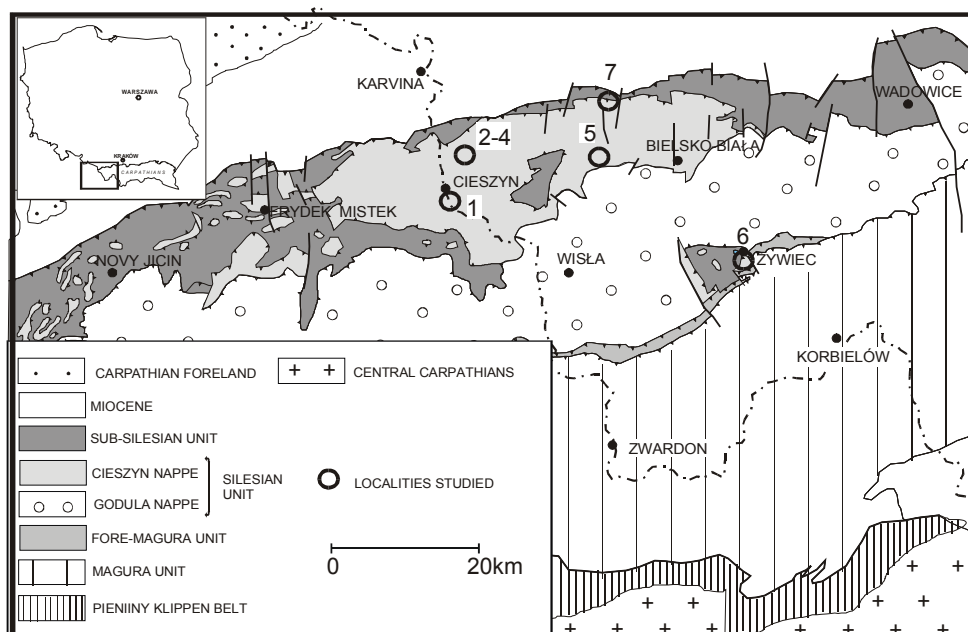 WARSZAWA
KRAKÓW
CARPATHIANS
KARVINA
7
WADOWICE
2-4
5
BIELSKO-BIAŁA
CIESZYN
1
FRYDEK MISTEK
6
NOVY JICIN
WISŁA
ZYWIEC
KORBIELÓW
ZWARDON
CARPATHIAN FORELAND
CENTRAL CARPATHIANS
MIOCENE
SUB-SILESIAN UNIT
CIESZYN NAPPE
SILESIAN
UNIT
GODULA NAPPE
LOCALITIES STUDIED
FORE-MAGURA UNIT
MAGURA UNIT
0 20km
PIENIINY KLIPPEN BELT